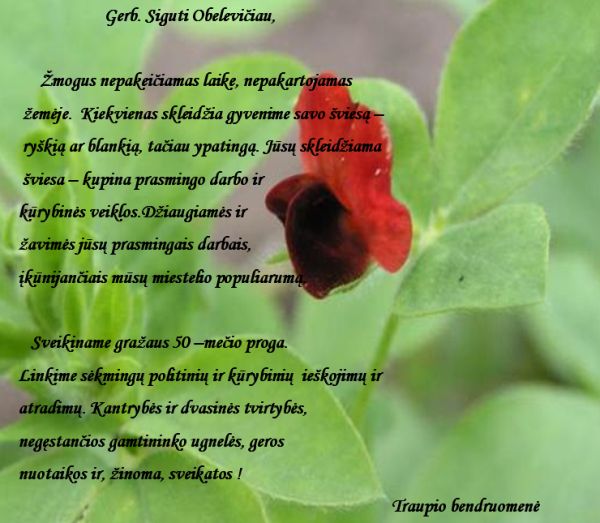 Gerb. Siguti Obelevičiau,
Žmogus nepakeičiamas laike, nepakartojamas
žemėje. Kiekvienas skleidžia gyvenime savo šviesą –
ryškią ar blankią, tačiau ypatingą. Jūsų skleidžiama
šviesa – kupina prasmingo darbo ir
kūrybinės veiklos.Džiaugiamės ir
žavimės jūsų prasmingais darbais,
įkūnijančiais mūsų miestelio populiarumą.
Sveikiname gražaus 50 –mečio proga.
Linkime sėkmingų politinių ir kūrybinių ieškojimų ir
atradimų. Kantrybės ir dvasinės tvirtybės,
negęstančios gamtininko ugnelės, geros
nuotaikos ir, žinoma, sveikatos !
Traupio bendruomenė